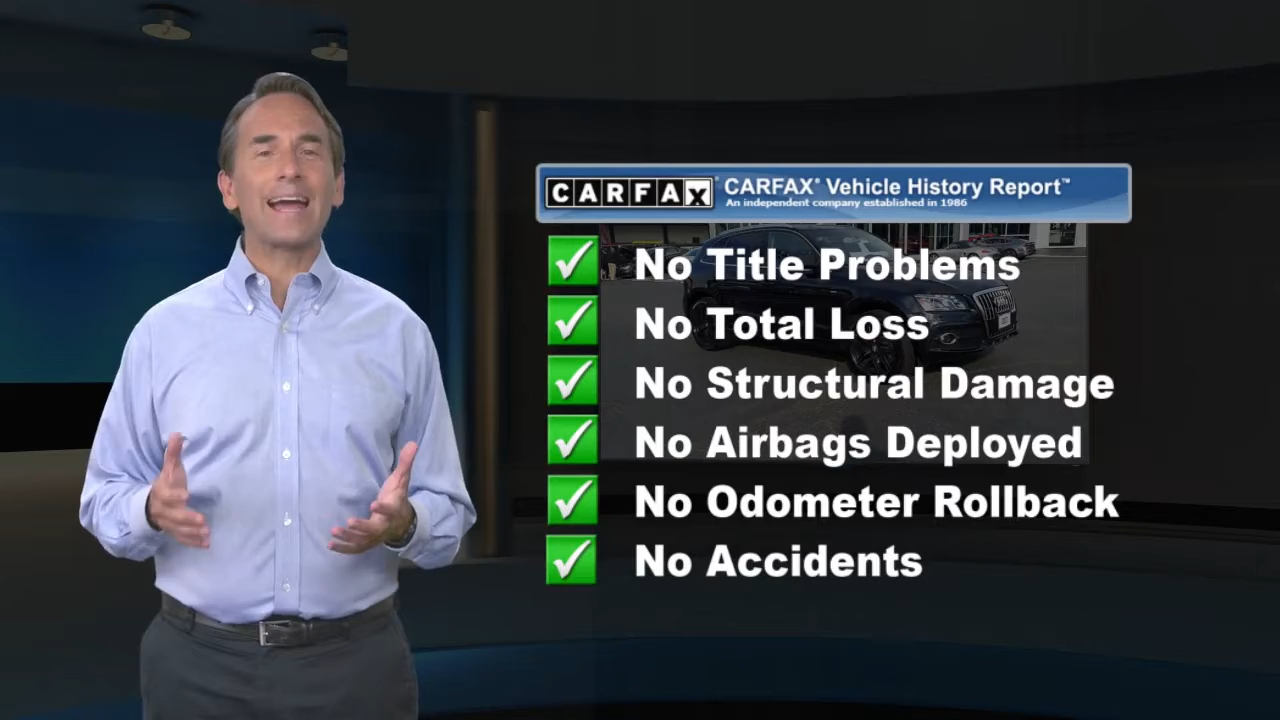 CARFAX® CARFAX® Vehicle History Report™
An independent company established in 1986
No Title Problems
No Total Loss
No Structural Damage
No Airbags Deployed
No Odometer Rollback
No Accidents